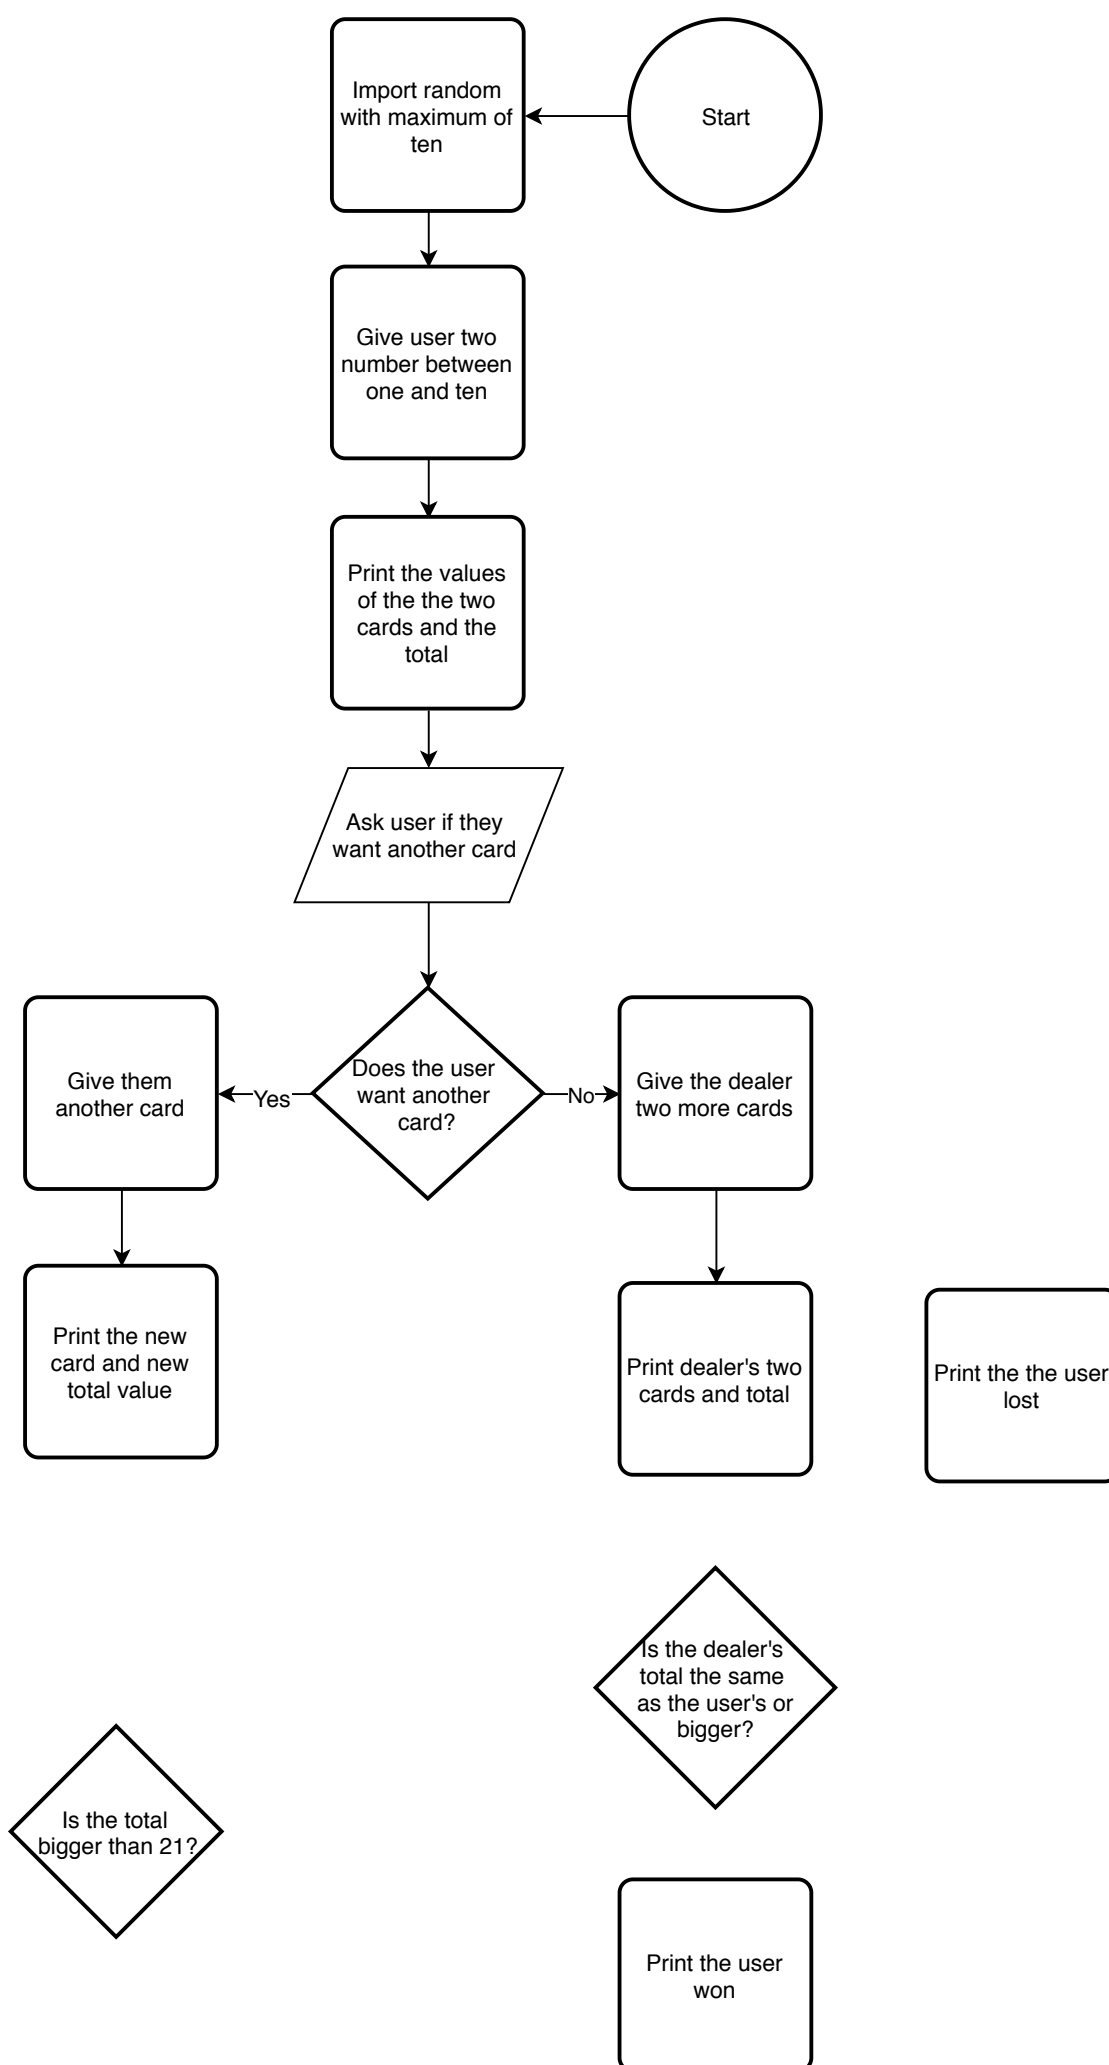 Import random
with maximum of
ten
Start
Give user two
number between
one and ten
Print the values
of the the two
cards and the
total
Ask user if they
want another card
Give them
another card
Yes
Does the user
want another
card?
No
Give the dealer
two more cards
Print the new
card and new
total value
Print dealer's two
cards and total
Print the the user
lost
Is the dealer's
total the same
as the user's or
bigger?
Is the total
bigger than 21?
Print the user
won